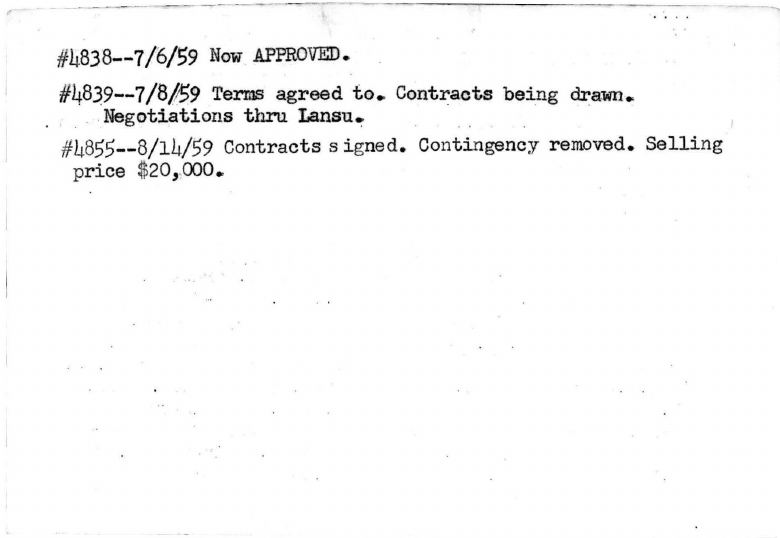 #4838--7/6/59 Now APPROVED.
#4839--7/8/59 Terms agreed to. Contracts being drawn.
Negotiations thru Lansu.
#4855--8/14/59 Contracts signed. Contingency removed. Selling
price $20,000.